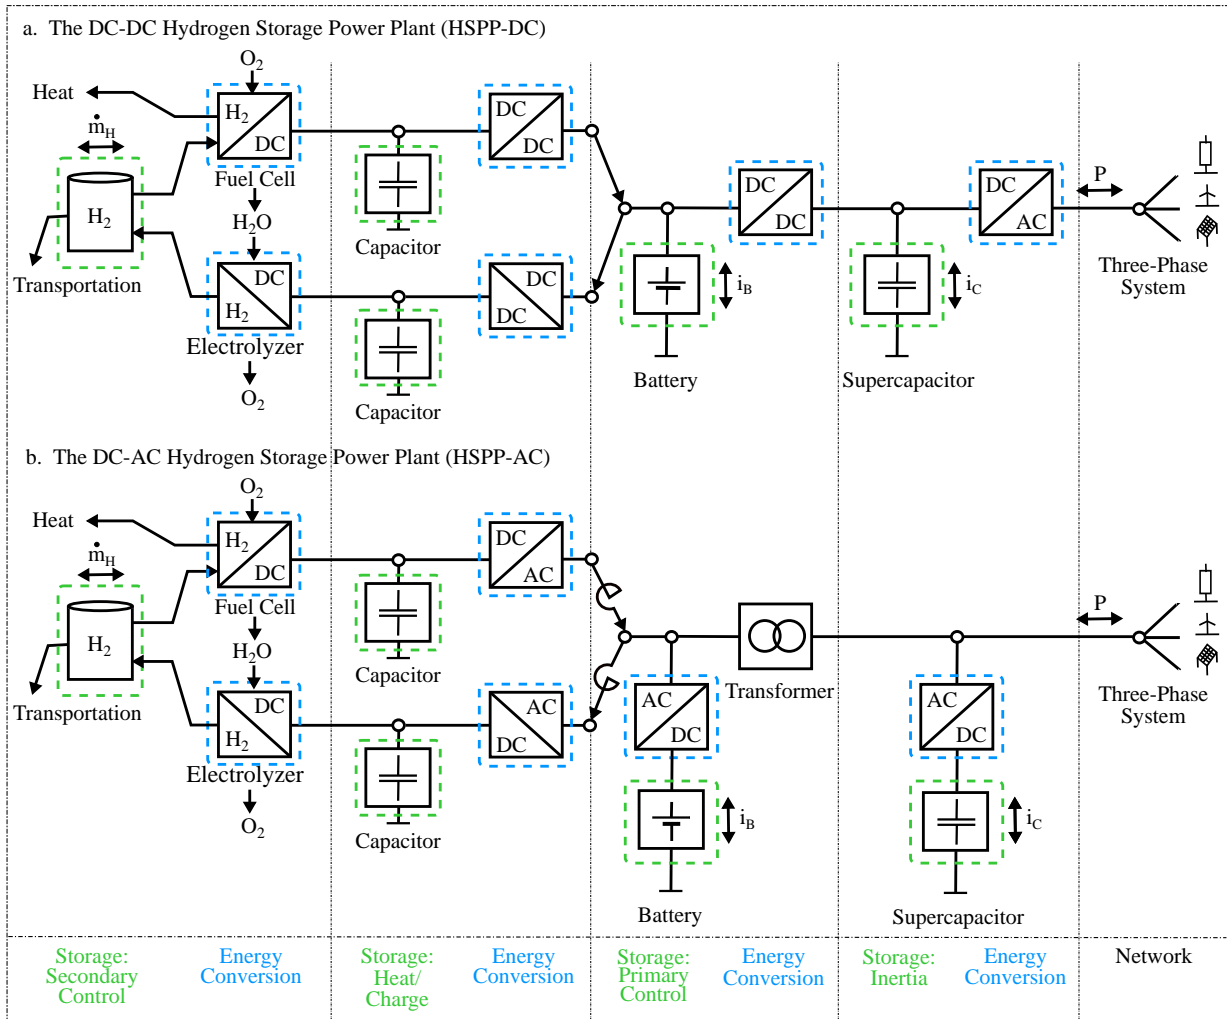 a. The DC-DC Hydrogen Storage Power Plant (HSPP-DC)
O2
Heat
ṁH
H2
DC
Fuel Cell
H2
H2O
Transportation
DC
H2
Electrolyzer
O2
Capacitor
Capacitor
DC
DC
DC
DC
DC
DC
iB
Battery
iC
Supercapacitor
DC
AC
P
Three-Phase
System
b. The DC-AC Hydrogen Storage Power Plant (HSPP-AC)
O2
Heat
ṁH
H2
DC
Fuel Cell
H2
H2O
Transportation
DC
H2
Electrolyzer
O2
Capacitor
Capacitor
DC
AC
AC
DC
Transformer
AC
DC
iB
Battery
AC
DC
iC
Supercapacitor
P
Three-Phase
System
Storage:
Secondary
Control
Energy
Conversion
Storage:
Heat/
Charge
Energy
Conversion
Storage:
Primary
Control
Energy
Conversion
Storage:
Inertia
Energy
Conversion
Network